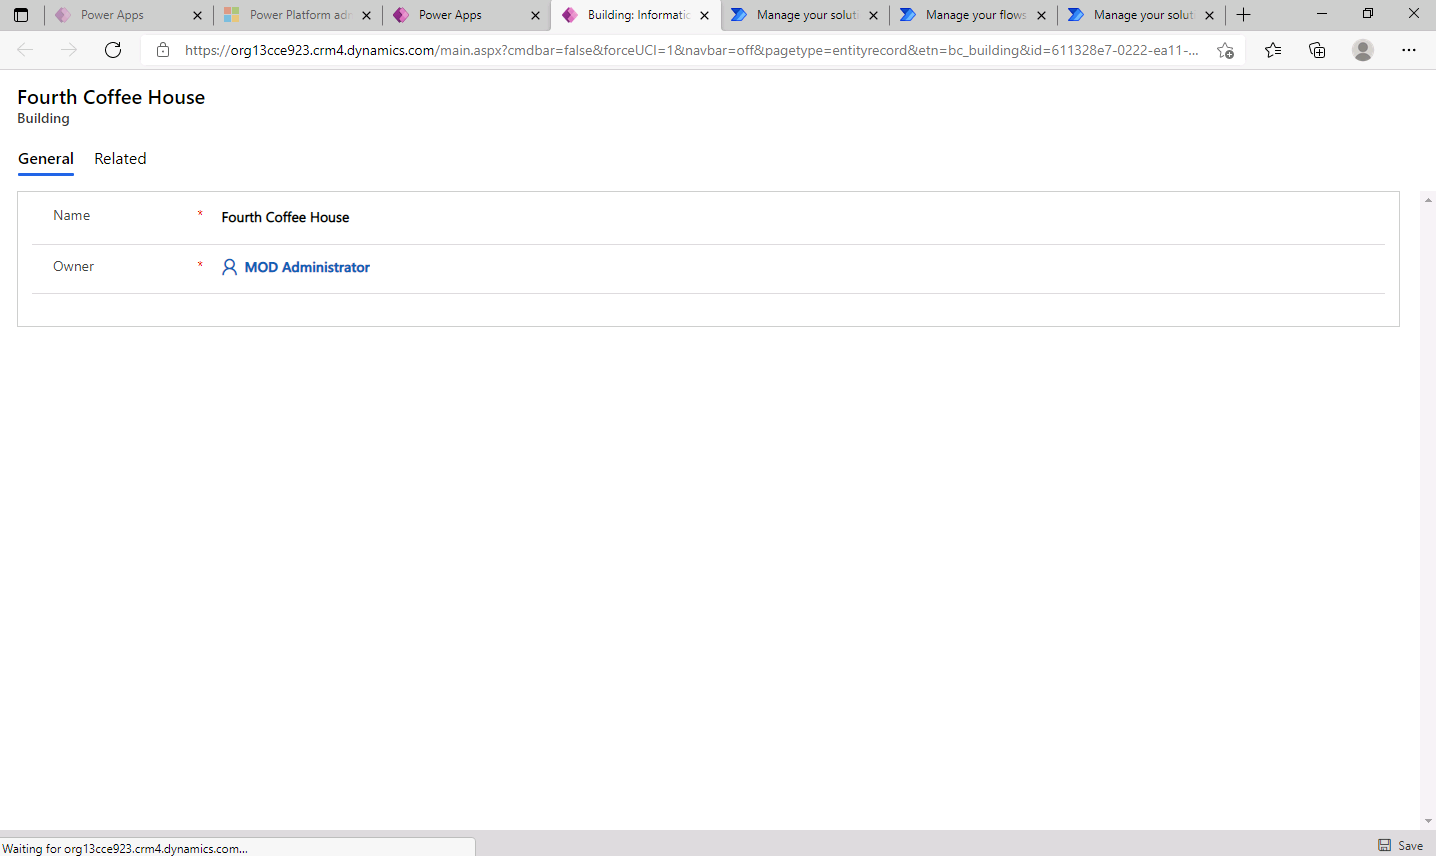 Power Apps
Power Platform adr
Power Apps
Building: Informatic
Manage your soluti
Manage your flows
Manage your soluti
https://org13cce923.crm4.dynamics.com/main.aspx?cmdbar=false&forceUCI=1&navbar=off&pagetype=entityrecord&etn=bc_building&id=611328e7-0222-ea11-...
Fourth Coffee House
Building
General Related
Name * Fourth Coffee House
Owner * MOD Administrator
Waiting for org13cce923.crm4.dynamics.com...
Save